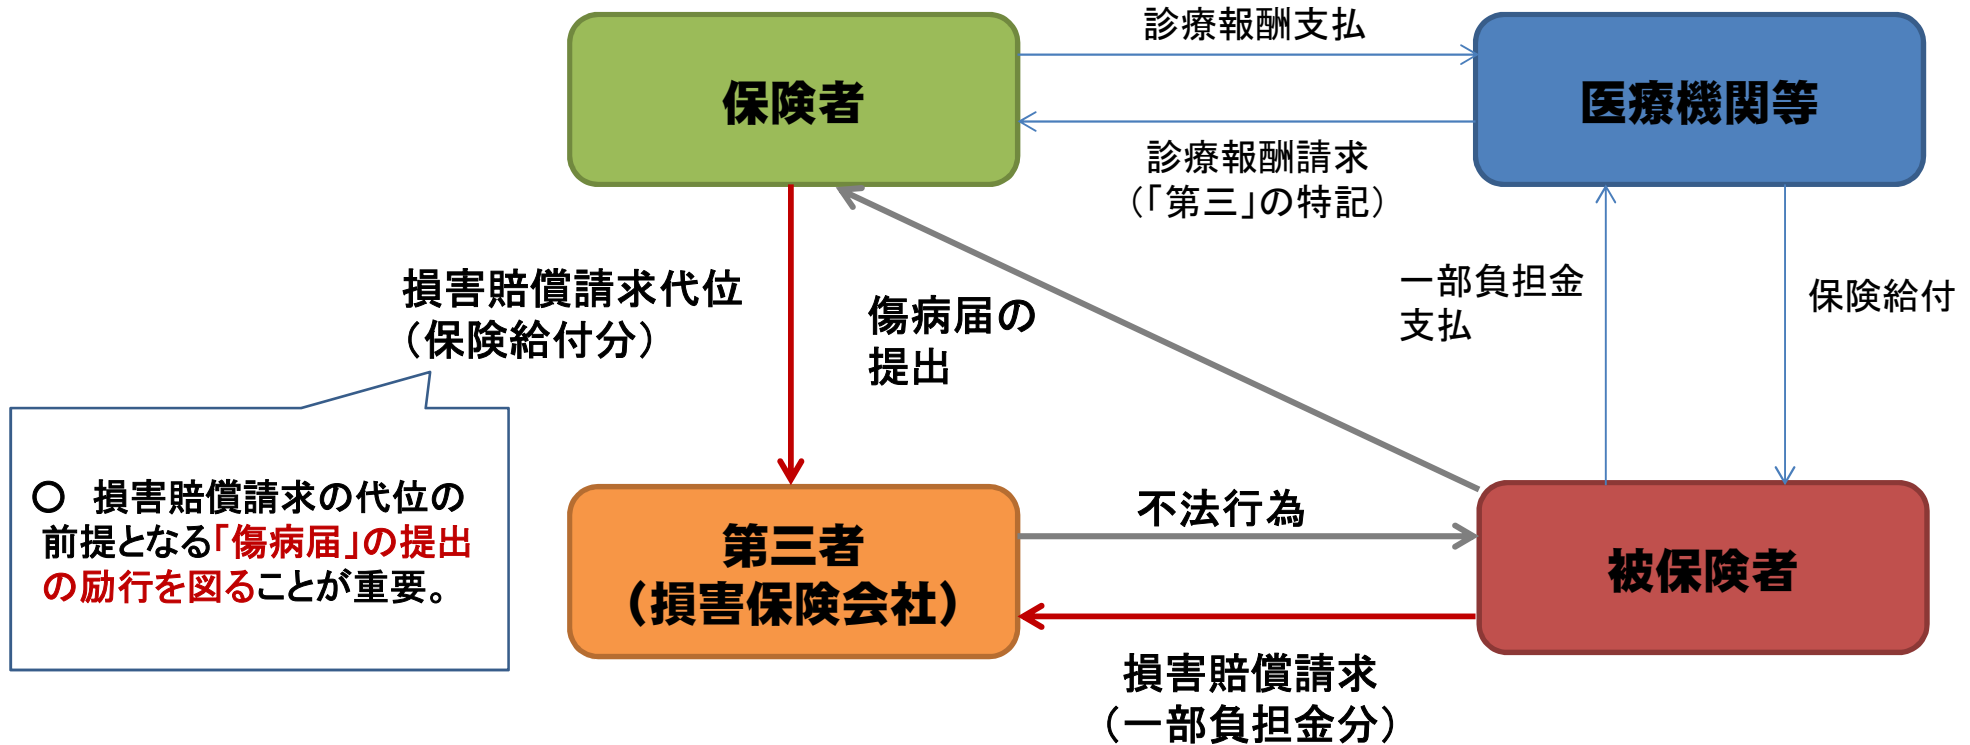 診療報酬支払
保険者
医療機関等
診療報酬請求
（「第三」の特記）
損害賠償請求代位
（保険給付分）
傷病届の
提出
一部負担金
支払
保険給付
○　損害賠償請求の代位の
前提となる「傷病届」の提出
の励行を図ることが重要。
第三者
（損害保険会社）
不法行為
被保険者
損害賠償請求
（一部負担金分）